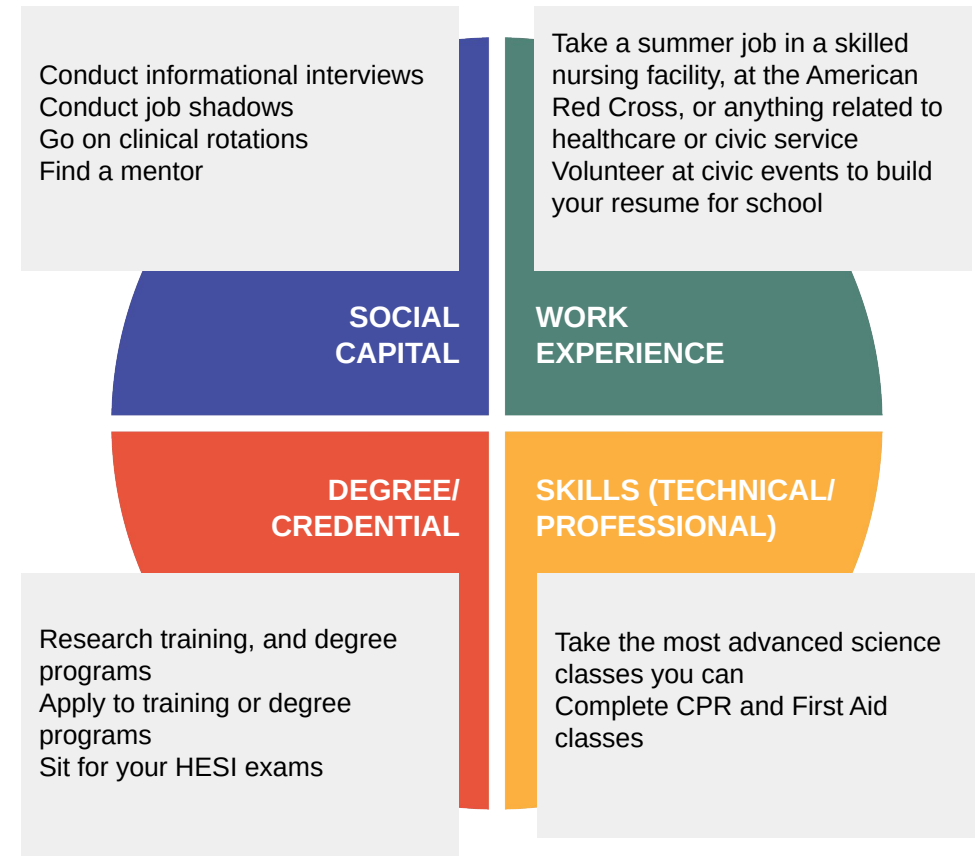 Conduct informational interviews
Conduct job shadows
Go on clinical rotations
Find a mentor
Take a summer job in a skilled
nursing facility, at the American
Red Cross, or anything related to
healthcare or civic service
Volunteer at civic events to build
your resume for school
SOCIAL
CAPITAL
WORK
EXPERIENCE
DEGREE/
CREDENTIAL
SKILLS (TECHNICAL/
PROFESSIONAL)
Research training, and degree
programs
Apply to training or degree
programs
Sit for your HESI exams
Take the most advanced science
classes you can
Complete CPR and First Aid
classes